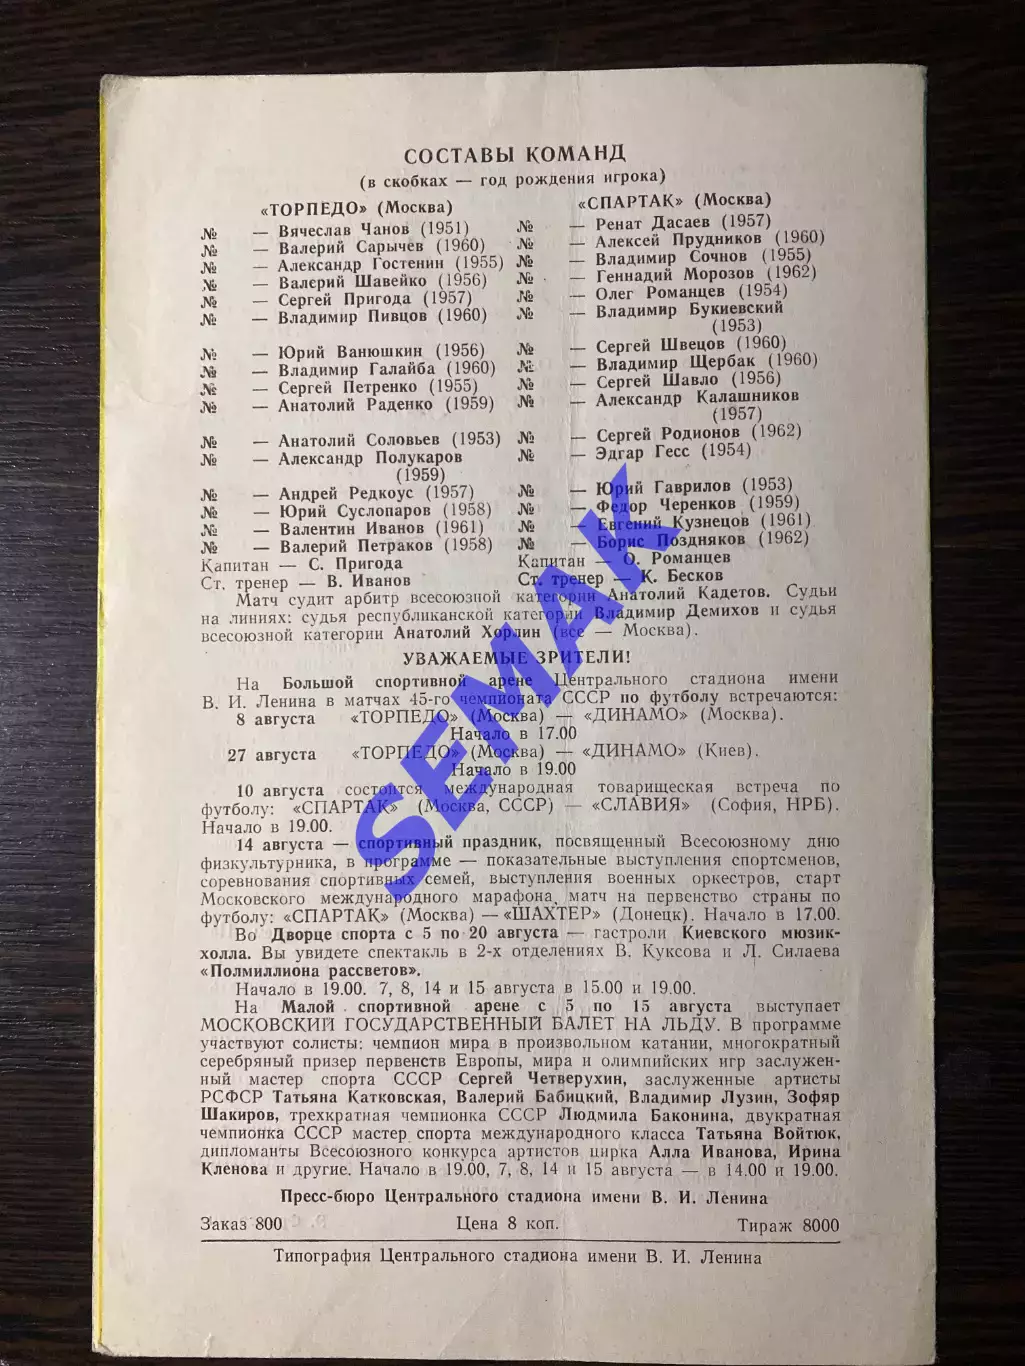 СОСТАВЫ КОМАНД
(в скобках — год рождения игрока)
«ТОРПЕДО» (Москва)
№ — Вячеслав Чанов (1951)
№ — Валерий Сарычев (1960)
№ — Александр Гостенин (1955)
№ — Валерий Шавейко (1956)
№ — Сергей Пригода (1957)
№ — Владимир Пивцов (1960)
№ — Юрий Ванюшкин (1956)
№ — Владимир Галайба (1960)
№ — Сергей Петренко (1955)
№ — Анатолий Раденко (1959)
№ — Анатолий Соловьев (1953)
№ — Александр Полукаров
(1959)
№ — Андрей Редкоус (1957)
№ — Юрий Суслопаров (1958)
№ — Валентин Иванов (1961)
№ — Валерий Петраков (1958)
Капитан — С. Пригода
Ст. тренер — В. Иванов
«СПАРТАК» (Москва)
№ — Ренат Дасаев (1957)
№ — Алексей Прудников (1960)
№ — Владимир Сочнов (1955)
№ — Геннадий Морозов (1962)
№ — Олег Романцев (1954)
№ — Владимир Букиевский
(1953)
№ — Сергей Швецов (1960)
№ — Владимир Щербак (1960)
№ — Сергей Шавло (1956)
№ — Александр Калашников
(1957)
№ — Сергей Родионов (1962)
№ — Эдгар Гесс (1954)
№ — Юрий Гаврилов (1953)
№ — Федор Черенков (1959)
№ — Евгений Кузнецов (1961)
№ — Борис Поздняков (1962)
Капитан — О. Романцев
Ст. тренер — К. Бесков
Матч судит арбитр всесоюзной категории Анатолий Кадетов. Судьи
на линиях: судья республиканской категории Владимир Демихов и судья
всесоюзной категории Анатолий Хорлин (все — Москва).
УВАЖАЕМЫЕ ЗРИТЕЛИ!
На Большой спортивной арене Центрального стадиона имени
В. И. Ленина в матчах 45-го чемпионата СССР по футболу встречаются:
8 августа «ТОРПЕДО» (Москва) — «ДИНАМО» (Москва).
Начало в 17.00
27 августа «ТОРПЕДО» (Москва) — «ДИНАМО» (Киев).
Начало в 19.00
10 августа состоится международная товарищеская встреча по
футболу: «СПАРТАК» (Москва, СССР) — «СЛАВИЯ» (София, НРБ).
Начало в 19.00.
14 августа — спортивный праздник, посвященный Всесоюзному дню
физкультурника, в программе — показательные выступления спортсменов,
соревнования спортивных семей, выступления военных оркестров, старт
Московского международного марафона, матч на первенство страны по
футболу: «СПАРТАК» (Москва) — «ШАХТЕР» (Донецк). Начало в 17.00.
Во Дворце спорта с 5 по 20 августа — гастроли Киевского мюзик-
холла. Вы увидете спектакль в 2-х отделениях В. Куксова и Л. Силаева
«Полмиллиона рассветов».
Начало в 19.00. 7, 8, 14 и 15 августа в 15.00 и 19.00.
На Малой спортивной арене с 5 по 15 августа выступает
МОСКОВСКИЙ ГОСУДАРСТВЕННЫЙ БАЛЕТ НА ЛЬДУ. В программе
участвуют солисты: чемпион мира в произвольном катании, многократный
серебряный призер первенств Европы, мира и олимпийских игр заслужен-
ный мастер спорта СССР Сергей Четверухин, заслуженные артисты
РСФСР Татьяна Катковская, Валерий Бабицкий, Владимир Лузин, Зофяр
Шакиров, трехкратная чемпионка СССР Людмила Баконина, двукратная
чемпионка СССР мастер спорта международного класса Татьяна Войтюк,
дипломанты Всесоюзного конкурса артистов цирка Алла Иванова, Ирина
Кленова и другие. Начало в 19.00, 7, 8, 14 и 15 августа — в 14.00 и 19.00.
Пресс-бюро Центрального стадиона имени В. И. Ленина
Заказ 800 Цена 8 коп. Тираж 8000
Типография Центрального стадиона имени В. И. Ленина
SEMAK